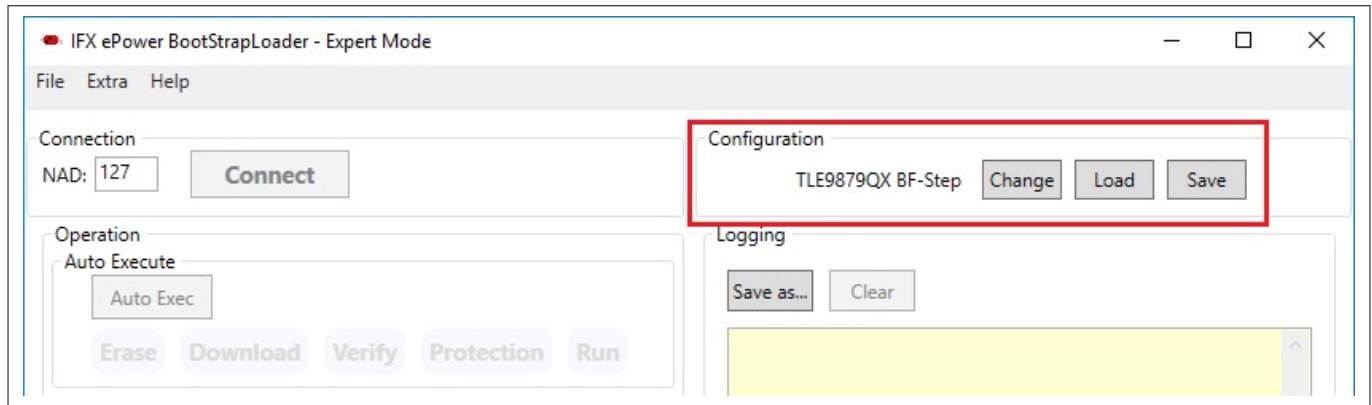 IFX ePower BootStrapLoader - Expert Mode
File Extra Help
Connection
NAD: 127 Connect
Configuration
TLE9879QX BF-Step Change Load Save
Operation
Auto Execute
Auto Exec
Erase Download Verify Protection Run
Logging
Save as... Clear